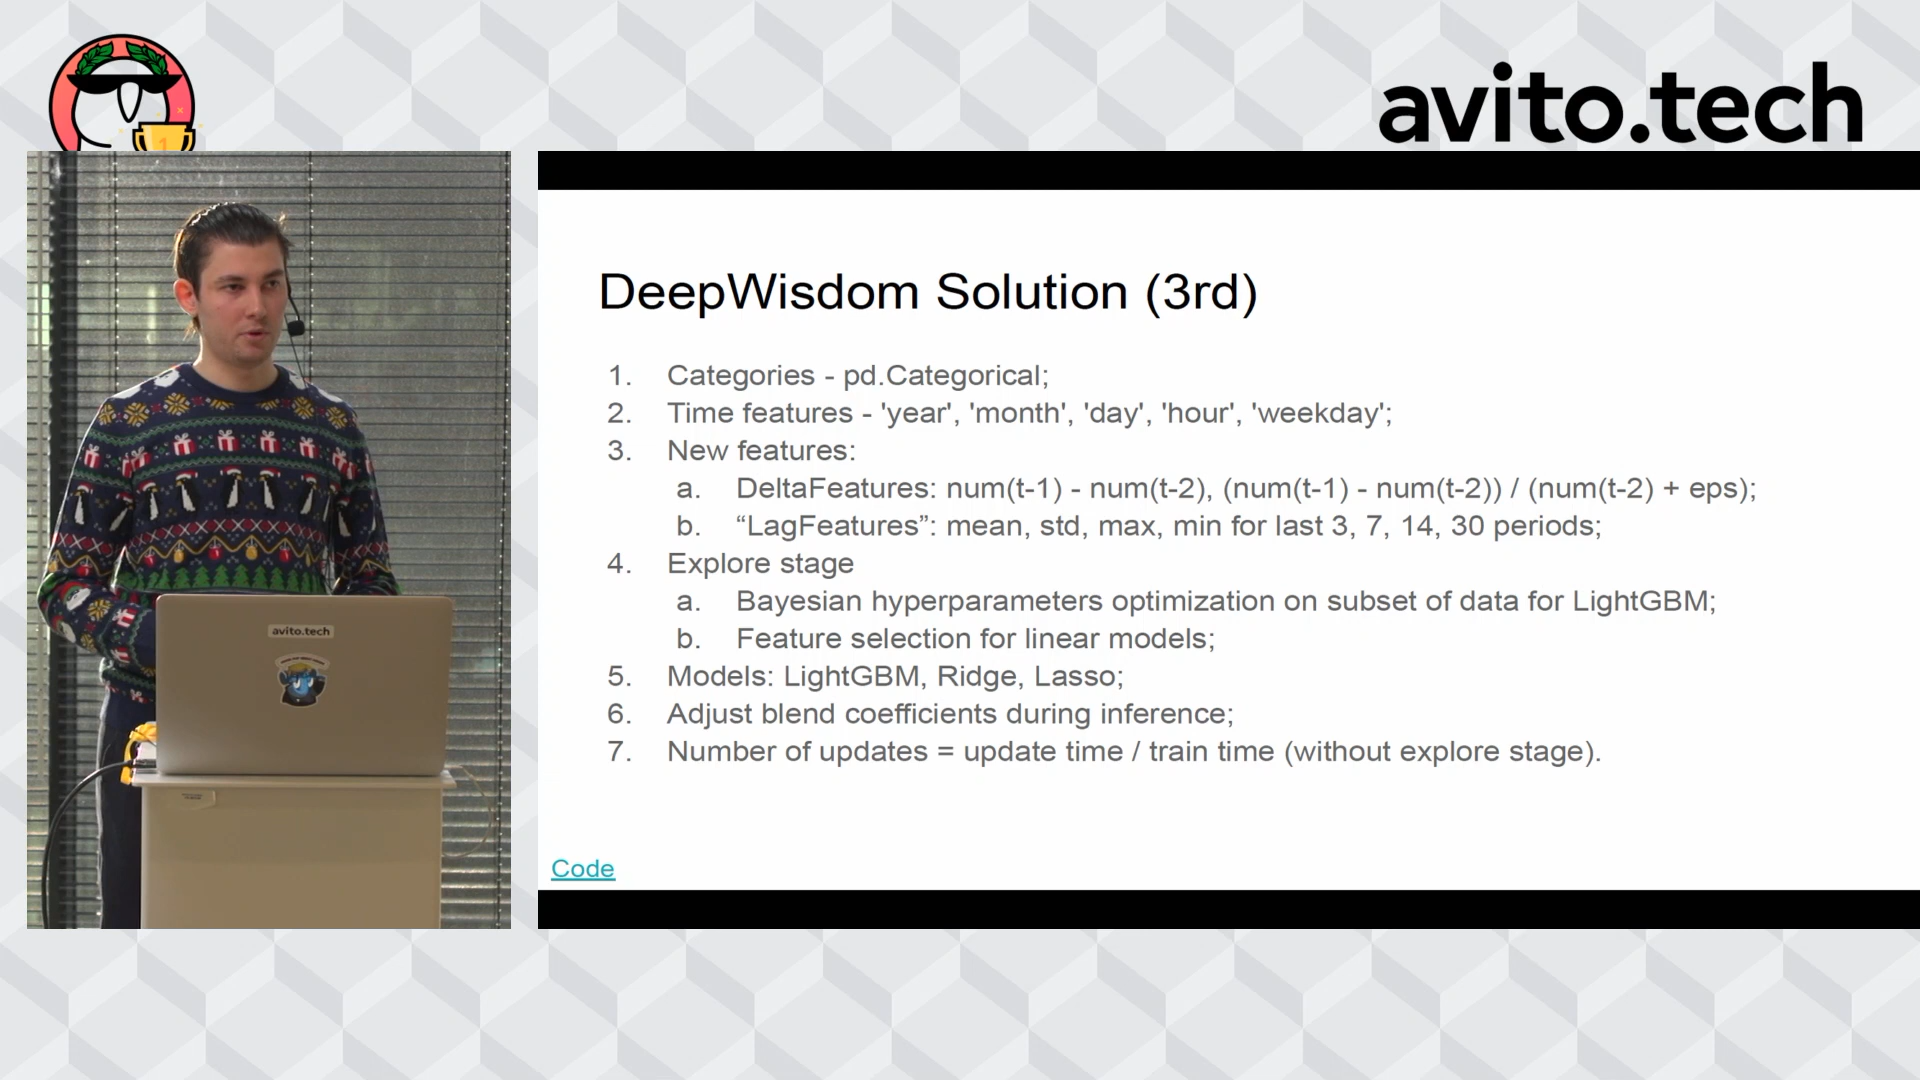 avito.tech
DeepWisdom Solution (3rd)
1. Categories - pd.Categorical;
2. Time features - 'year', 'month', 'day', 'hour', 'weekday';
3. New features:
a. DeltaFeatures: num(t-1) - num(t-2), (num(t-1) - num(t-2)) / (num(t-2) + eps);
b. “LagFeatures”: mean, std, max, min for last 3, 7, 14, 30 periods;
4. Explore stage
a. Bayesian hyperparameters optimization on subset of data for LightGBM;
b. Feature selection for linear models;
5. Models: LightGBM, Ridge, Lasso;
6. Adjust blend coefficients during inference;
7. Number of updates = update time / train time (without explore stage).
Code
avito.tech
1